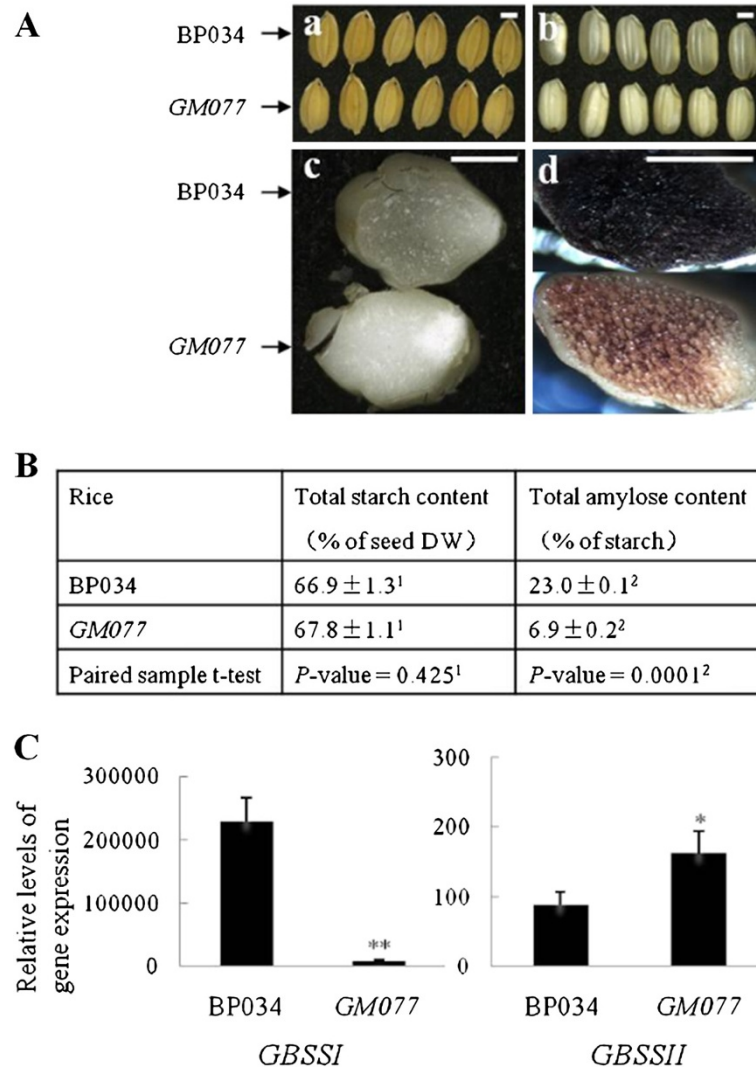 A
a
b
BP034
GM077
c
d
BP034
GM077
B
Rice
Total starch content
(% of seed DW)
Total amylose content
(% of starch)
BP034
66.9±1.3¹
23.0±0.1²
GM077
67.8±1.1¹
6.9±0.2²
Paired sample t-test
P-value = 0.425¹
P-value = 0.0001²
C
Relative levels of
gene expression
300000
200000
100000
0
**
BP034
GM077
GBSSI
300
200
100
0
*
BP034
GM077
GBSSII